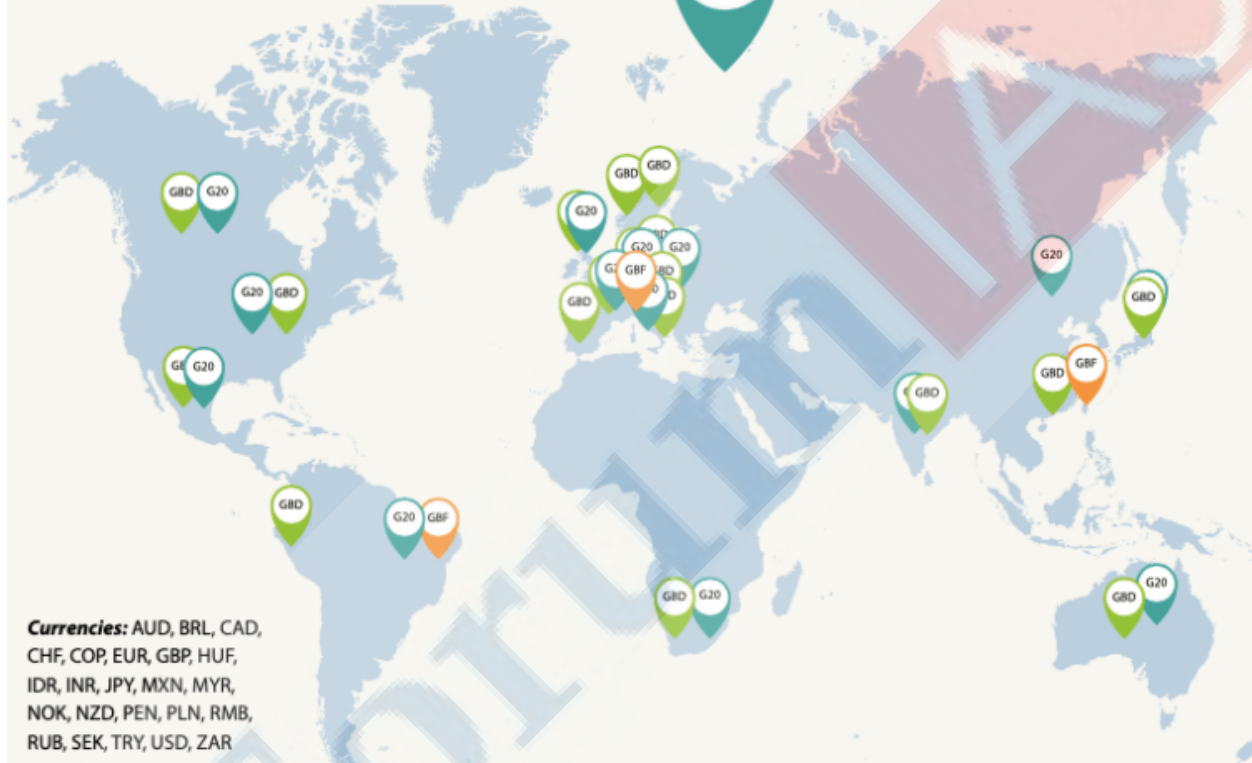 GBD
GBD
GBD G20
G20
G20 G20
G20
GBF
GBD
G20 GBD
GBD
GBD
G20
GBD
GBF
GBD
GBD
G20 GBF
GBD G20
G20
GBD
Currencies: AUD, BRL, CAD,
CHF, COP, EUR, GBP, HUF,
IDR, INR, JPY, MXN, MYR,
NOK, NZD, PEN, PLN, RMB,
RUB, SEK, TRY, USD, ZAR